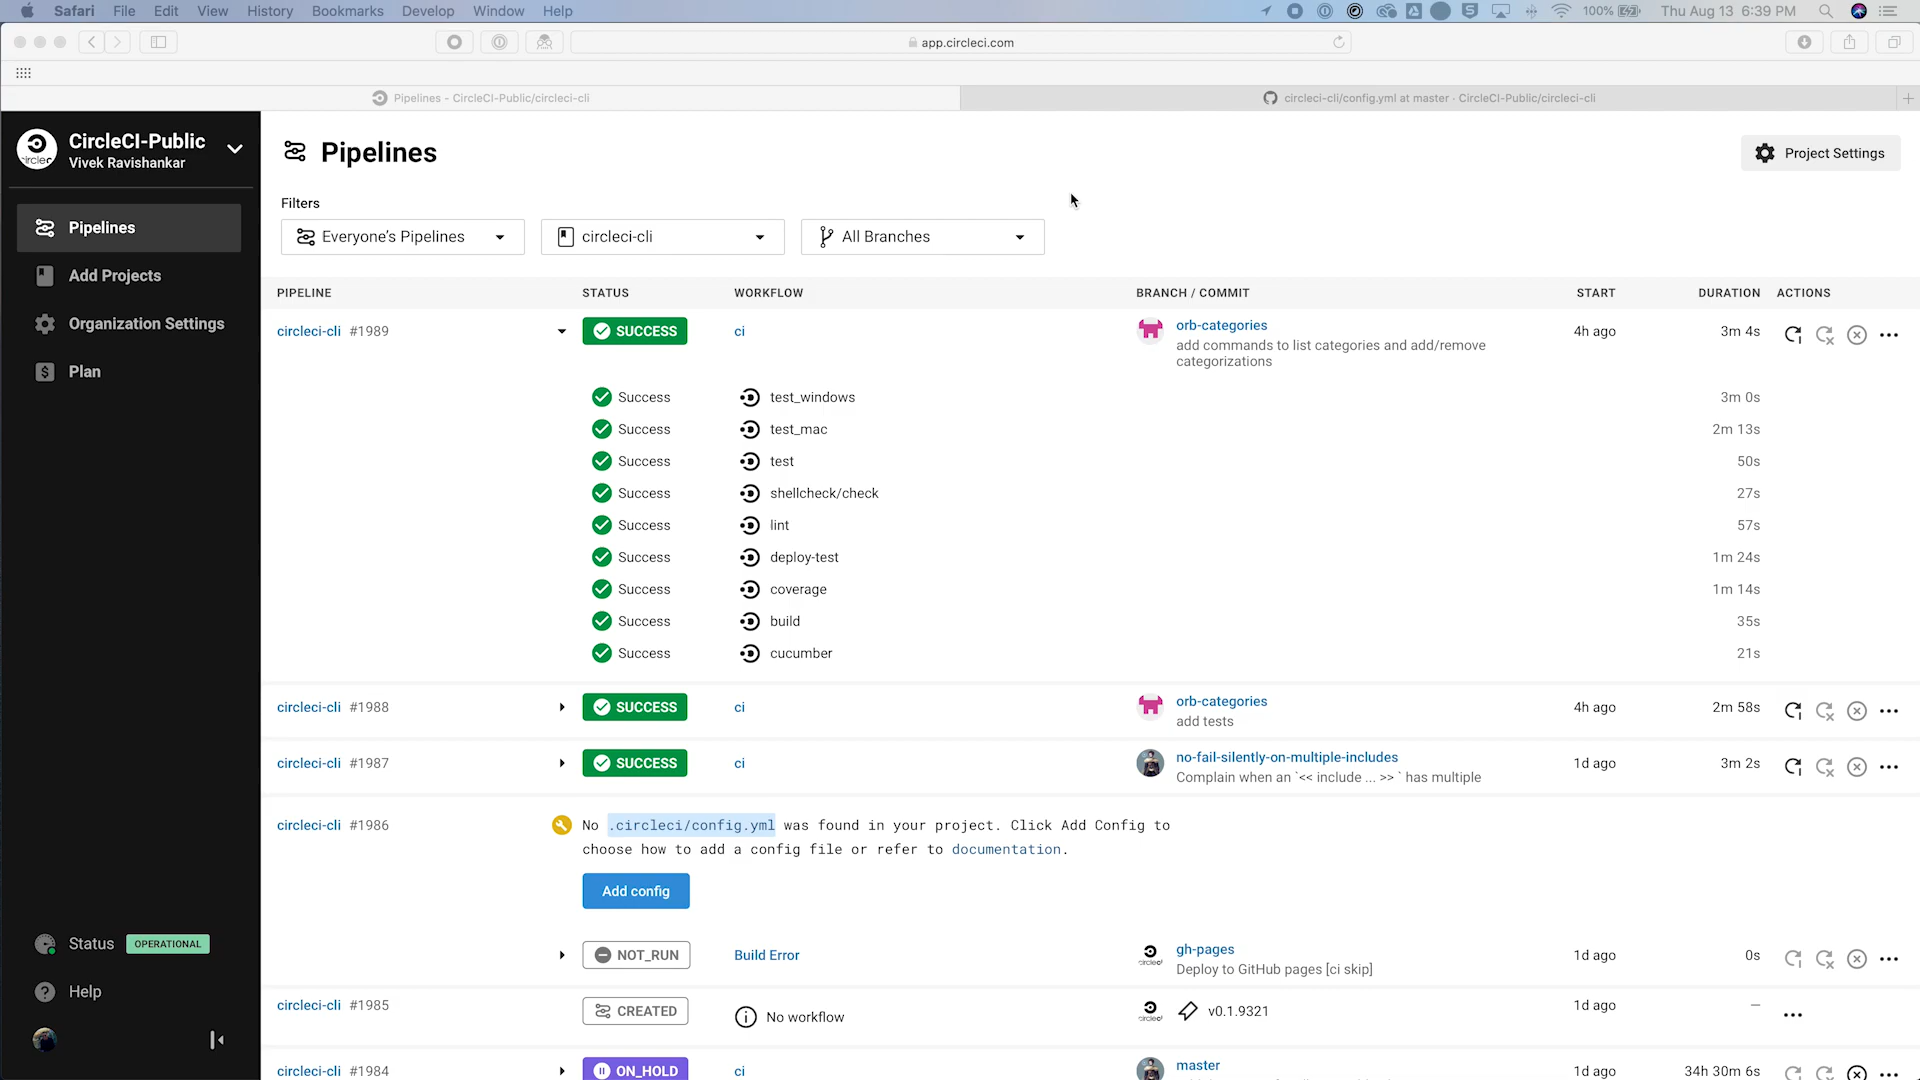 Safari File Edit View History Bookmarks Develop Window Help 100% Thu Aug 13 6:39 PM
app.circleci.com
Pipelines - CircleCI-Public/circleci-cli
circleci-cli/config.yml at master · CircleCI-Public/circleci-cli
CircleCI-Public
Vivek Ravishankar
Pipelines
Add Projects
Organization Settings
Plan
Status OPERATIONAL
Help
Pipelines
Project Settings
Filters
Everyone's Pipelines circleci-cli All Branches
PIPELINE STATUS WORKFLOW BRANCH / COMMIT START DURATION ACTIONS
circleci-cli #1989 SUCCESS ci orb-categories 4h ago 3m 4s
add commands to list categories and add/remove
categorizations
Success test_windows 3m 0s
Success test_mac 2m 13s
Success test 50s
Success shellcheck/check 27s
Success lint 57s
Success deploy-test 1m 24s
Success coverage 1m 14s
Success build 35s
Success cucumber 21s
circleci-cli #1988 SUCCESS ci orb-categories 4h ago 2m 58s
add tests
circleci-cli #1987 SUCCESS ci no-fail-silently-on-multiple-includes 1d ago 3m 2s
Complain when an `<< include ... >> ` has multiple
circleci-cli #1986 No .circleci/config.yml was found in your project. Click Add Config to
choose how to add a config file or refer to documentation.
Add config
NOT_RUN Build Error gh-pages 1d ago 0s
Deploy to GitHub pages [ci skip]
circleci-cli #1985 CREATED No workflow v0.1.9321 1d ago –
circleci-cli #1984 ON_HOLD ci master 1d ago 34h 30m 6s